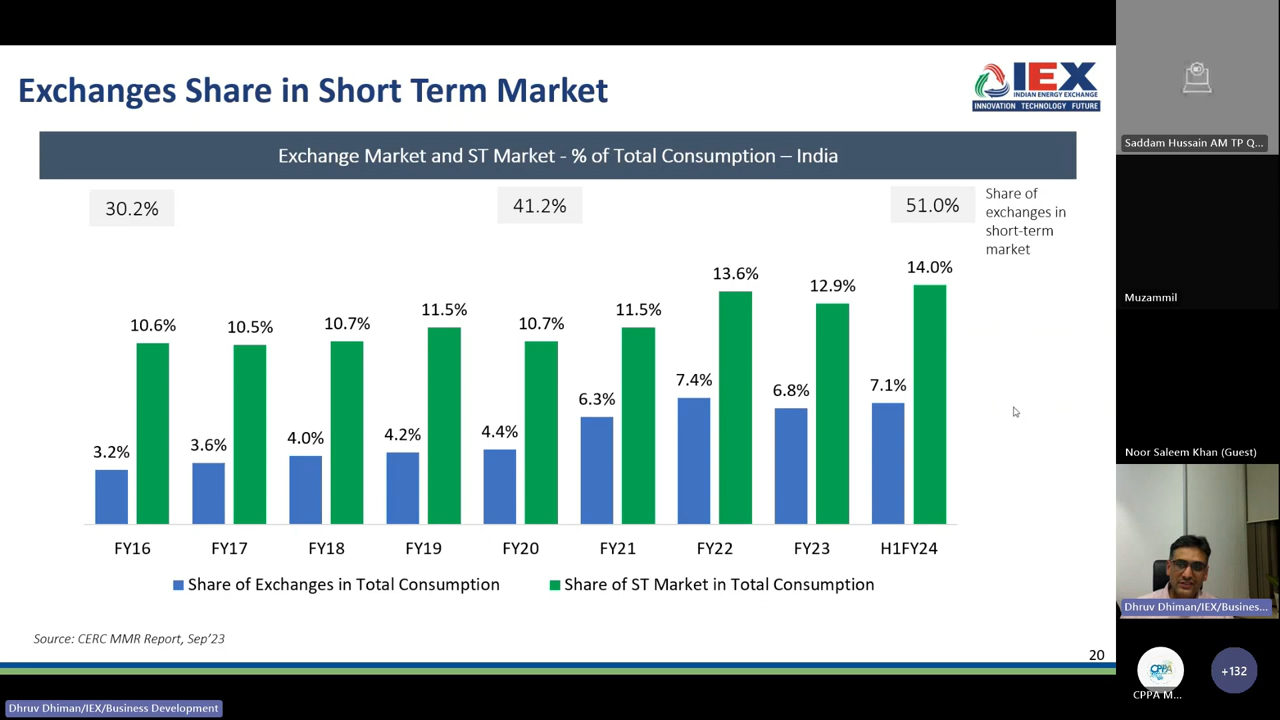 Exchanges Share in Short Term Market
IEX
INDIAN ENERGY EXCHANGE
INNOVATION TECHNOLOGY FUTURE
Exchange Market and ST Market - % of Total Consumption – India
30.2%
41.2%
51.0%
Share of
exchanges in
short-term
market
3.2%
10.6%
3.6%
10.5%
4.0%
10.7%
4.2%
11.5%
4.4%
10.7%
6.3%
11.5%
7.4%
13.6%
6.8%
12.9%
7.1%
14.0%
FY16 FY17 FY18 FY19 FY20 FY21 FY22 FY23 H1FY24
Share of Exchanges in Total Consumption Share of ST Market in Total Consumption
Source: CERC MMR Report, Sep'23
20
Dhruv Dhiman/IEX/Business Development
Saddam Hussain AM TP Q...
Muzammil
Noor Saleem Khan (Guest)
Dhruv Dhiman/IEX/Busines...
CPPA
CPPA M...
+132